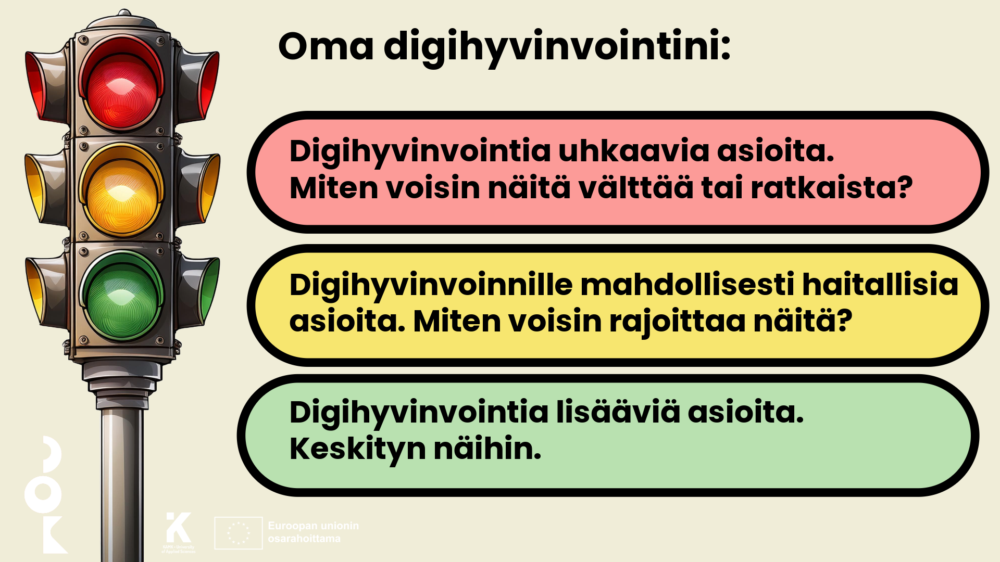 Oma digihyvinvointini:
Digihyvinvointia uhkaavia asioita.
Miten voisin näitä välttää tai ratkaista?
Digihyvinvoinnille mahdollisesti haitallisia
asioita. Miten voisin rajoittaa näitä?
Digihyvinvointia lisääviä asioita.
Keskityn näihin.
KAMK • University
of Applied Sciences
Euroopan unionin
osarahoittama